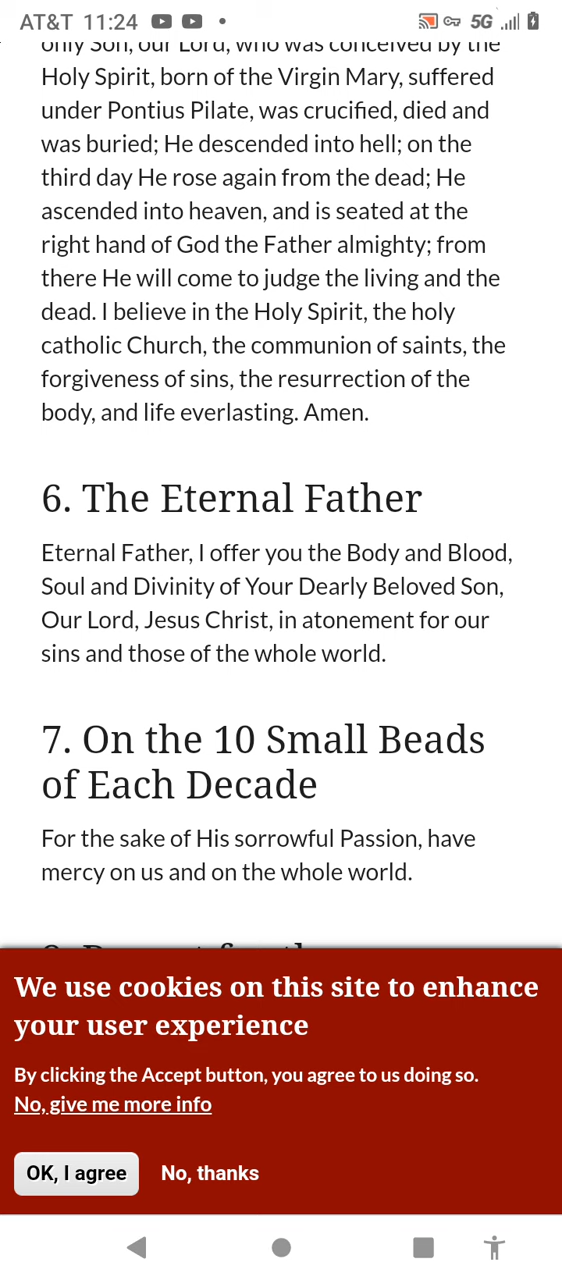 AT&T 11:24
5G
only Son, our Lord, who was conceived by the
Holy Spirit, born of the Virgin Mary, suffered
under Pontius Pilate, was crucified, died and
was buried; He descended into hell; on the
third day He rose again from the dead; He
ascended into heaven, and is seated at the
right hand of God the Father almighty; from
there He will come to judge the living and the
dead. I believe in the Holy Spirit, the holy
catholic Church, the communion of saints, the
forgiveness of sins, the resurrection of the
body, and life everlasting. Amen.
6. The Eternal Father
Eternal Father, I offer you the Body and Blood,
Soul and Divinity of Your Dearly Beloved Son,
Our Lord, Jesus Christ, in atonement for our
sins and those of the whole world.
7. On the 10 Small Beads
of Each Decade
For the sake of His sorrowful Passion, have
mercy on us and on the whole world.
We use cookies on this site to enhance
your user experience
By clicking the Accept button, you agree to us doing so.
No, give me more info
OK, I agree No, thanks